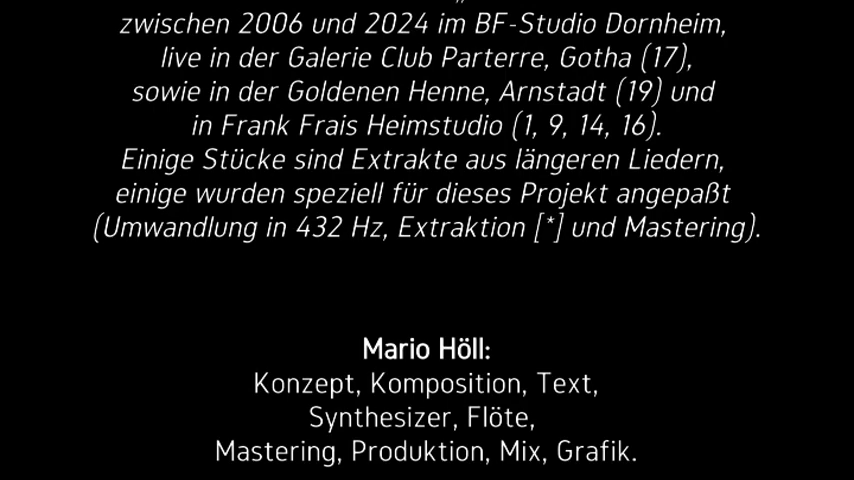 zwischen 2006 und 2024 im BF-Studio Dornheim,
live in der Galerie Club Parterre, Gotha (17),
sowie in der Goldenen Henne, Arnstadt (19) und
in Frank Frais Heimstudio (1, 9, 14, 16).
Einige Stücke sind Extrakte aus längeren Liedern,
einige wurden speziell für dieses Projekt angepaßt
(Umwandlung in 432 Hz, Extraktion [*] und Mastering).
Mario Höll:
Konzept, Komposition, Text,
Synthesizer, Flöte,
Mastering, Produktion, Mix, Grafik.